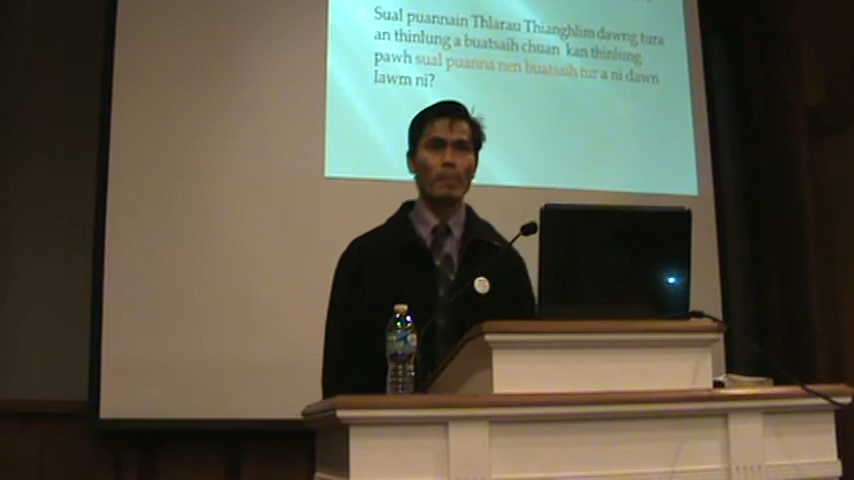 Sual puannain Thlarau Thianghlim dawng tura
an thinlung a buatsaih chuan kan thinlung
pawh sual puanna nen buatsaih tur a ni dawn
lawm ni?